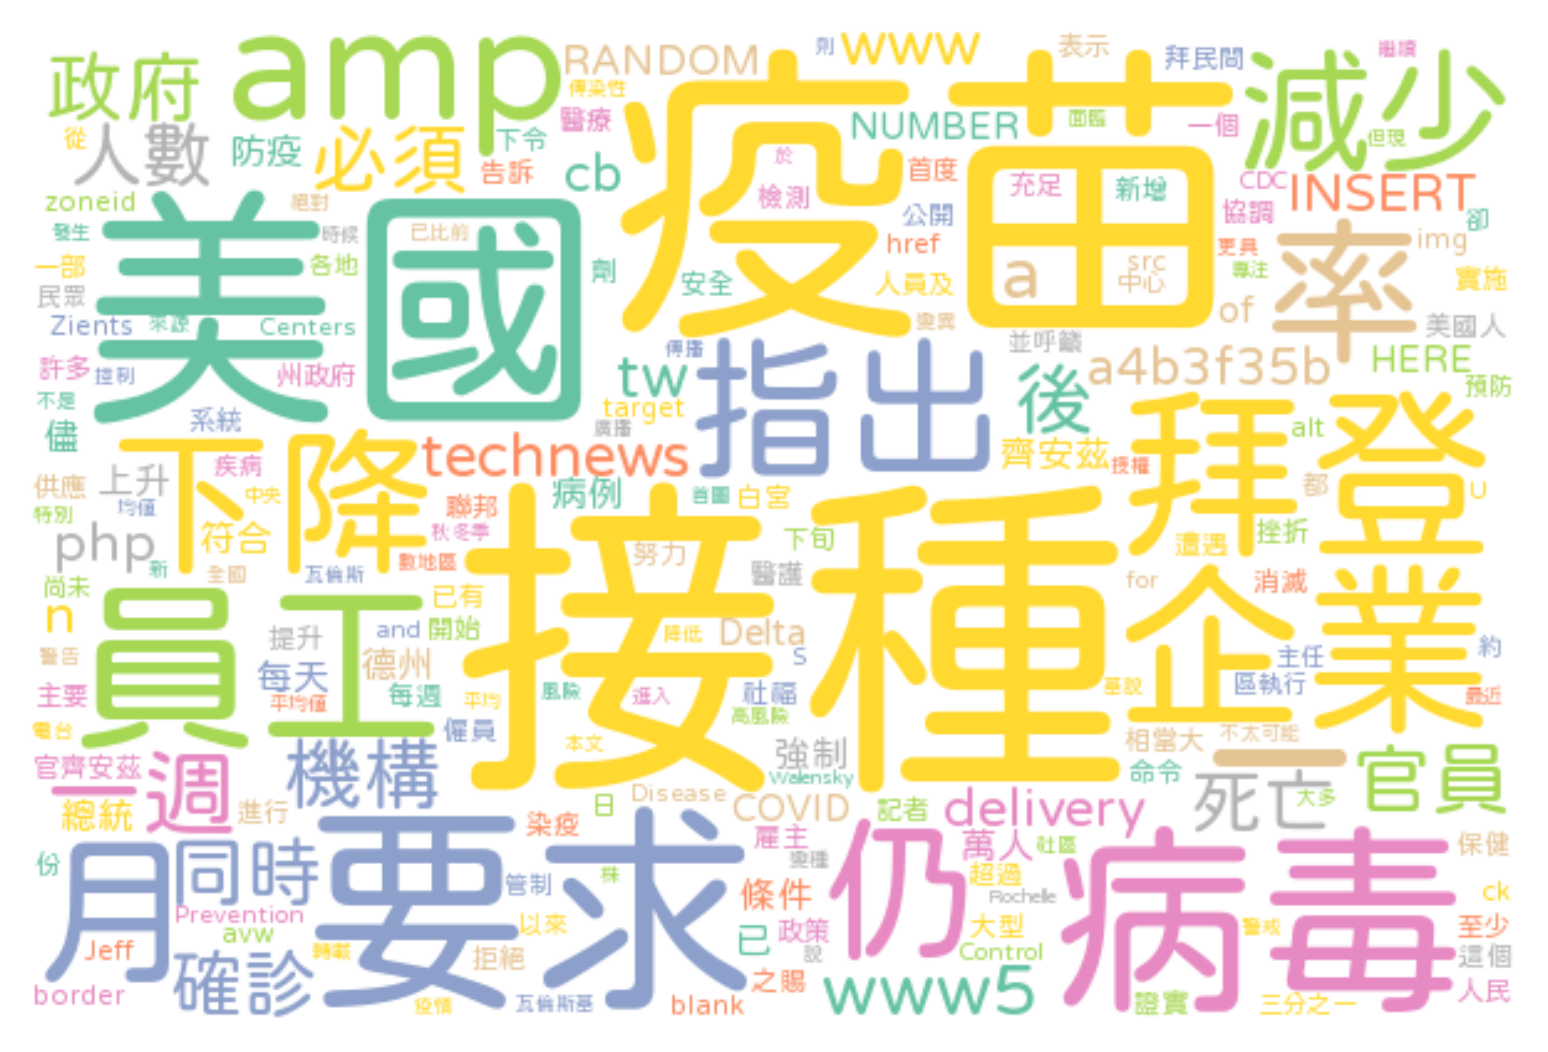 政府
amp
RANDOM
則
www
表示
拜民間
繼續
減少
疫苗
傳染性
醫療
下令
從
人數
防疫
必須
告訴
cb
NUMBER
面臨
一個
但現
於
首度
檢測
充足
新增
CDC
INSERT
zoneid
絕對
公開
協調
卻
發生
美國
時候
已比前
href
更具
率
img
一部
各地
劑
安全
人員及
a
src
中心
專注
實施
民眾
來源
Zients
Centers
變異
of
美國人
許多
控制
州政府
傳播
指出
並呼籲
a4b3f35b
HERE
預防
tw
後
不是
系統
target
廣播
儘
下降
technews
齊安茲
授權
拜登
alt
疾病
供應
上升
中央
均值
聯邦
病例
首圖
白宮
都
U
特別
符合
秋冬季
接種
下旬
遭遇
挫折
php
新
全國
瓦倫斯
數地區
努力
醫護
for
消滅
尚未
已有
企業
n
員工
提升
and
開始
降低
Delta
s
主任
約
警告
每天
德州
區執行
主要
平均值
每週
平均
風險
進入
社福
基說
最近
電台
僱員
高風險
本文
相當大
不太可能
官齊安茲
一週
機構
強制
Walensky
命令
一
官員
總統
進行
日
Disease
COVID
記者
delivery
死亡
大多
染疫
雇主
萬人
社區
保健
份
月
同時
要求
變種
仍
病毒
管制
株
條件
超過
Rochelle
ck
Prevention
avw
以來
已
政策
大型
警戒
至少
Jeff
轉載
拒絕
說
Control
這個
確診
之賜
border
疫情
瓦倫斯基
blank
www5
證實
三分之一
人民